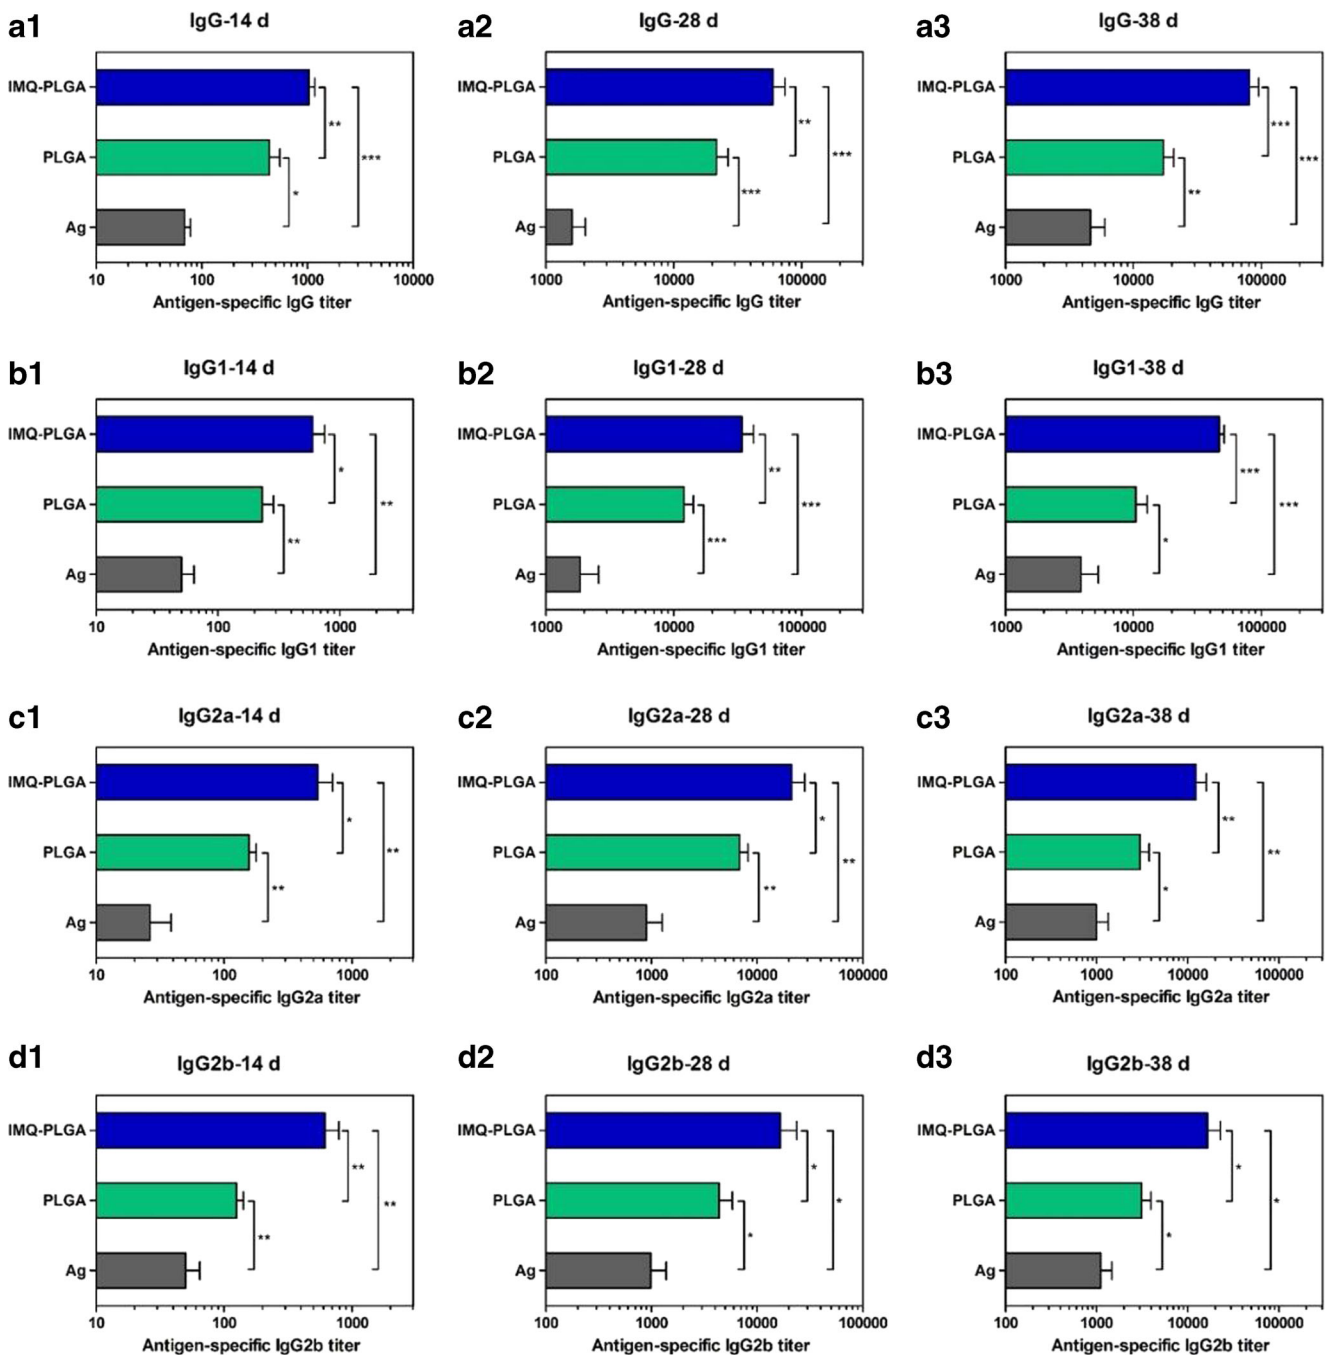 a1 IgG-14 d
IMQ-PLGA
**
PLGA
***
*
Ag
10 100 1000 10000
Antigen-specific IgG titer
a2 IgG-28 d
IMQ-PLGA
**
PLGA
***
***
Ag
1000 10000 100000
Antigen-specific IgG titer
a3 IgG-38 d
IMQ-PLGA
***
PLGA
***
**
Ag
1000 10000 100000
Antigen-specific IgG titer
b1 IgG1-14 d
IMQ-PLGA
*
PLGA
**
**
Ag
10 100 1000
Antigen-specific IgG1 titer
b2 IgG1-28 d
IMQ-PLGA
**
PLGA
***
***
Ag
1000 10000 100000
Antigen-specific IgG1 titer
b3 IgG1-38 d
IMQ-PLGA
***
PLGA
***
*
Ag
1000 10000 100000
Antigen-specific IgG1 titer
c1 IgG2a-14 d
IMQ-PLGA
*
PLGA
**
**
Ag
10 100 1000
Antigen-specific IgG2a titer
c2 IgG2a-28 d
IMQ-PLGA
*
PLGA
**
**
Ag
100 1000 10000 100000
Antigen-specific IgG2a titer
c3 IgG2a-38 d
IMQ-PLGA
**
PLGA
**
*
Ag
100 1000 10000 100000
Antigen-specific IgG2a titer
d1 IgG2b-14 d
IMQ-PLGA
**
PLGA
**
**
Ag
10 100 1000
Antigen-specific IgG2b titer
d2 IgG2b-28 d
IMQ-PLGA
*
PLGA
*
*
Ag
100 1000 10000 100000
Antigen-specific IgG2b titer
d3 IgG2b-38 d
IMQ-PLGA
*
PLGA
*
*
Ag
100 1000 10000 100000
Antigen-specific IgG2b titer